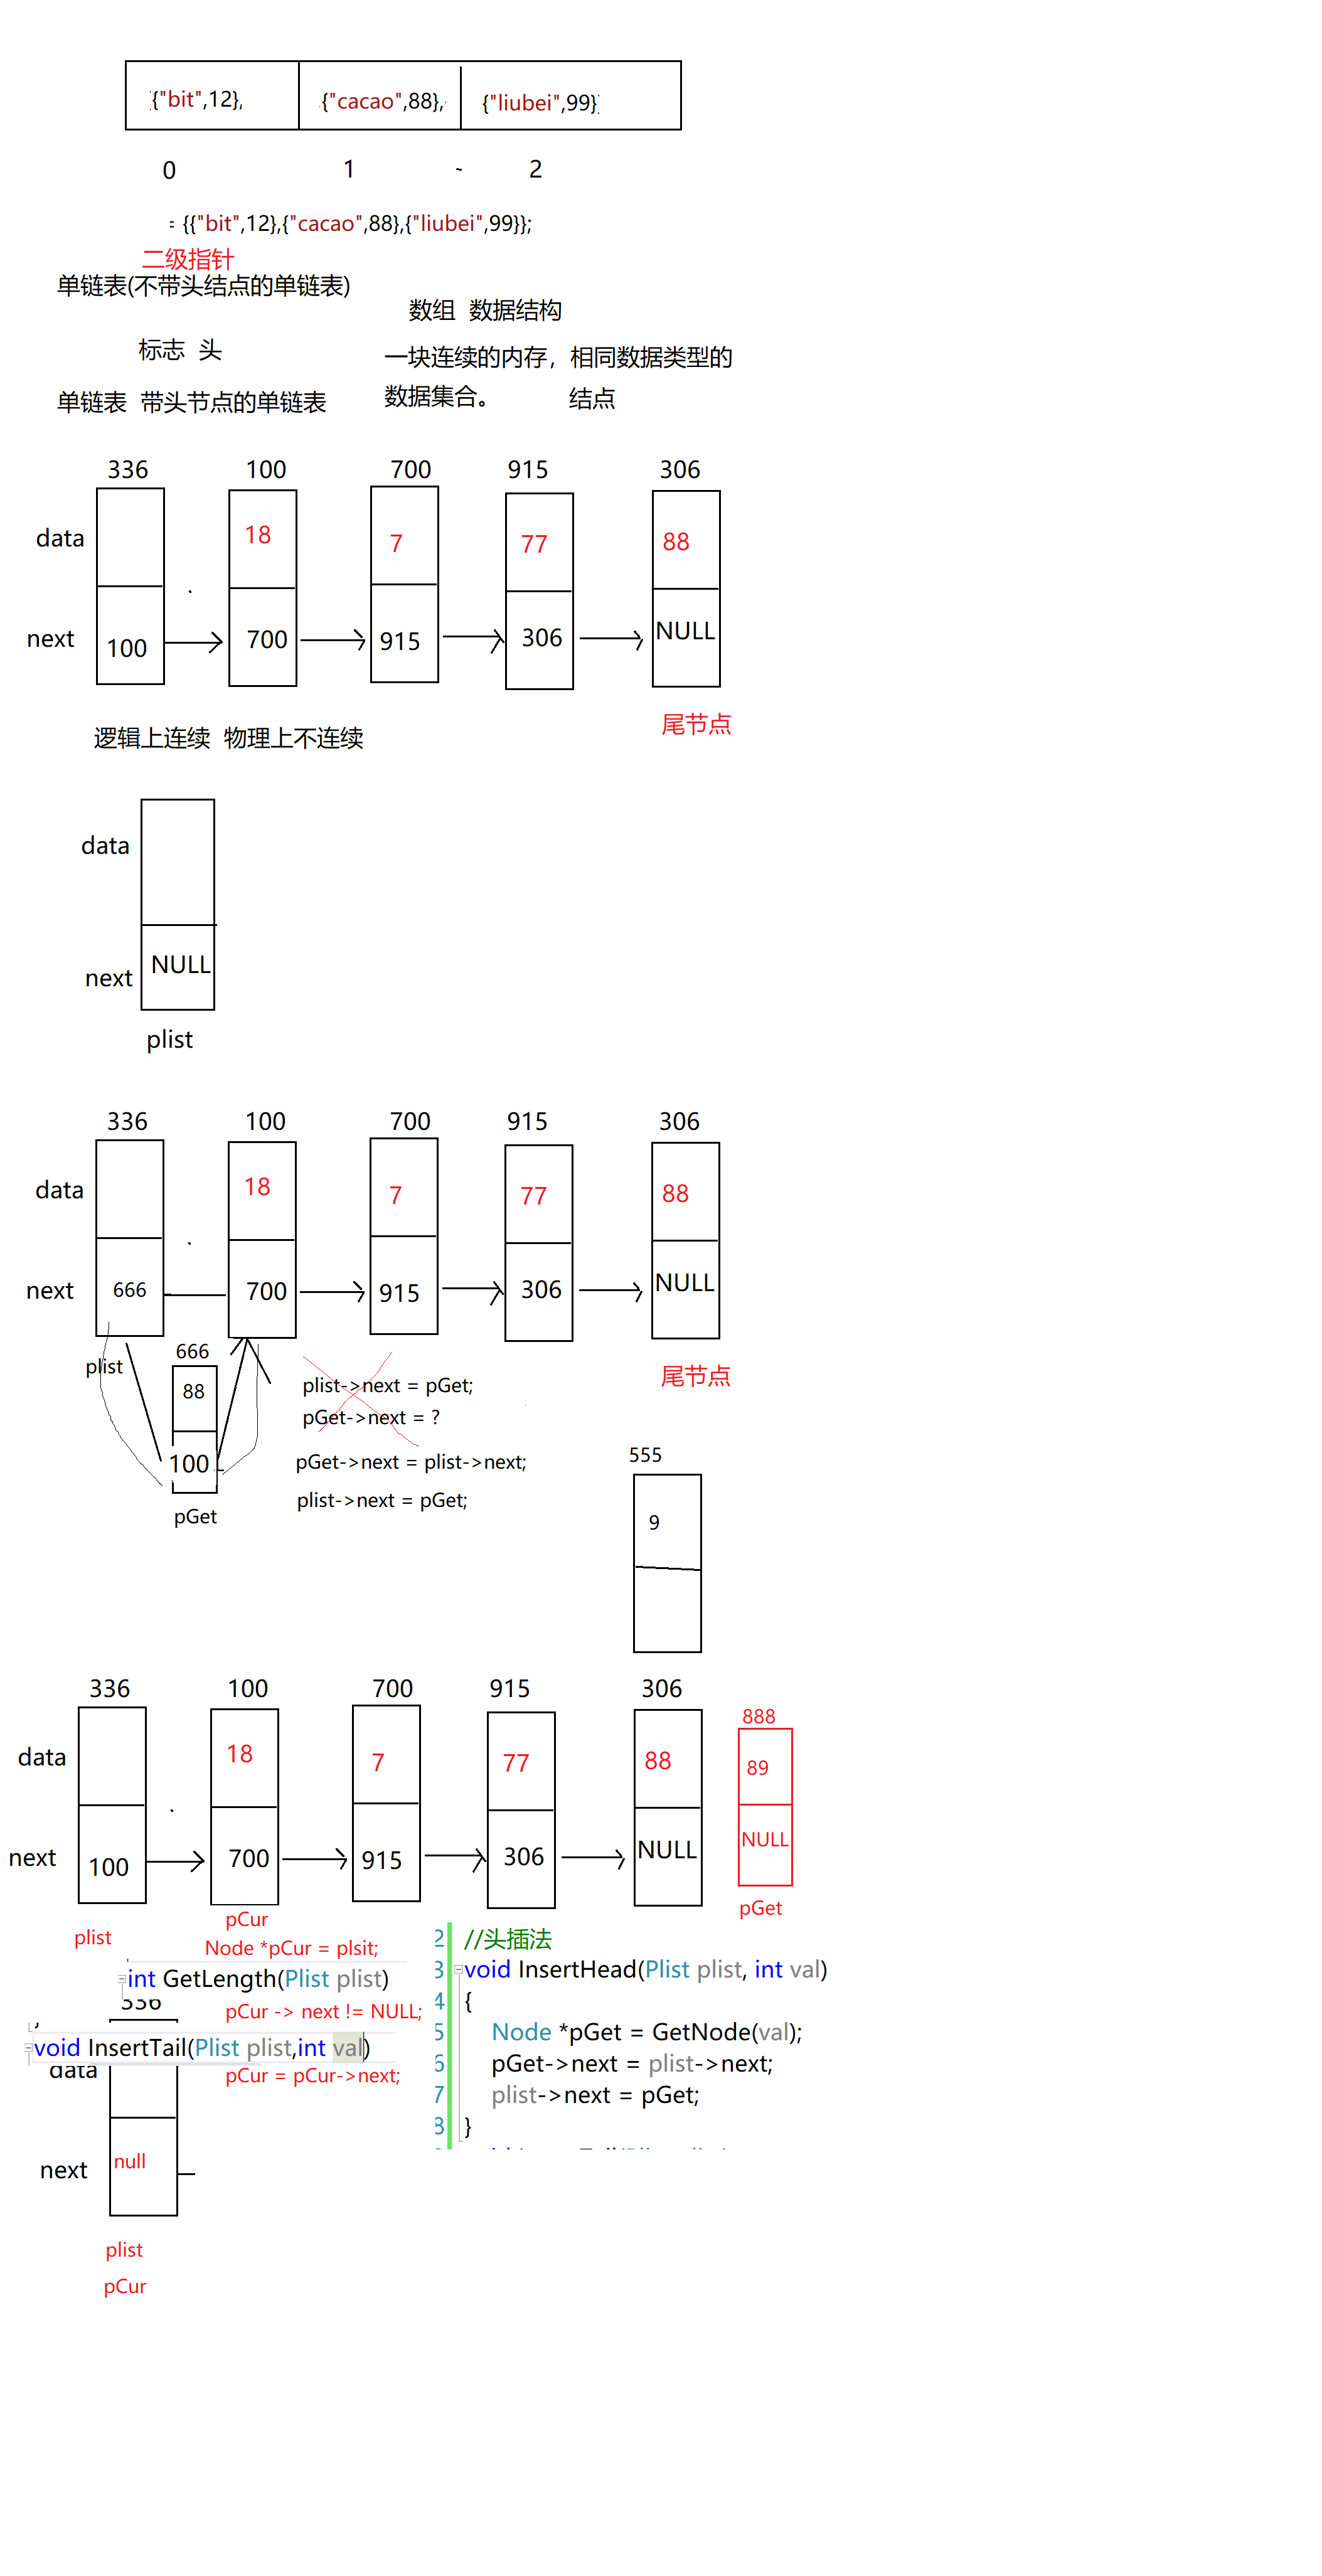 {"bit",12}, {"cacao",88}, {"liubei",99}
0 1 2
= {{"bit",12},{"cacao",88},{"liubei",99}};
二级指针
单链表(不带头结点的单链表)
数组 数据结构
标志 头
一块连续的内存，相同数据类型的
数据集合。 结点
单链表 带头节点的单链表
336 100 700 915 306
data 18 7 77 88
next 100 700 915 306 NULL
尾节点
逻辑上连续 物理上不连续
data
next NULL
plist
336 100 700 915 306
data 18 7 77 88
next 666 700 915 306 NULL
plist 666 尾节点
88 plist->next = pGet;
pGet->next = ?
100 pGet->next = plist->next;
plist->next = pGet;
pGet
555
9
336 100 700 915 306 888
data 18 7 77 88 89
next 100 700 915 306 NULL NULL
pGet
plist pCur
Node *pCur = plsit;
int GetLength(Plist plist)
336
pCur -> next != NULL;
void InsertTail(Plist plist,int val)
data pCur = pCur->next;
next null
plist
pCur
2 //头插法
3 void InsertHead(Plist plist, int val)
4 {
5 Node *pGet = GetNode(val);
6 pGet->next = plist->next;
7 plist->next = pGet;
8 }